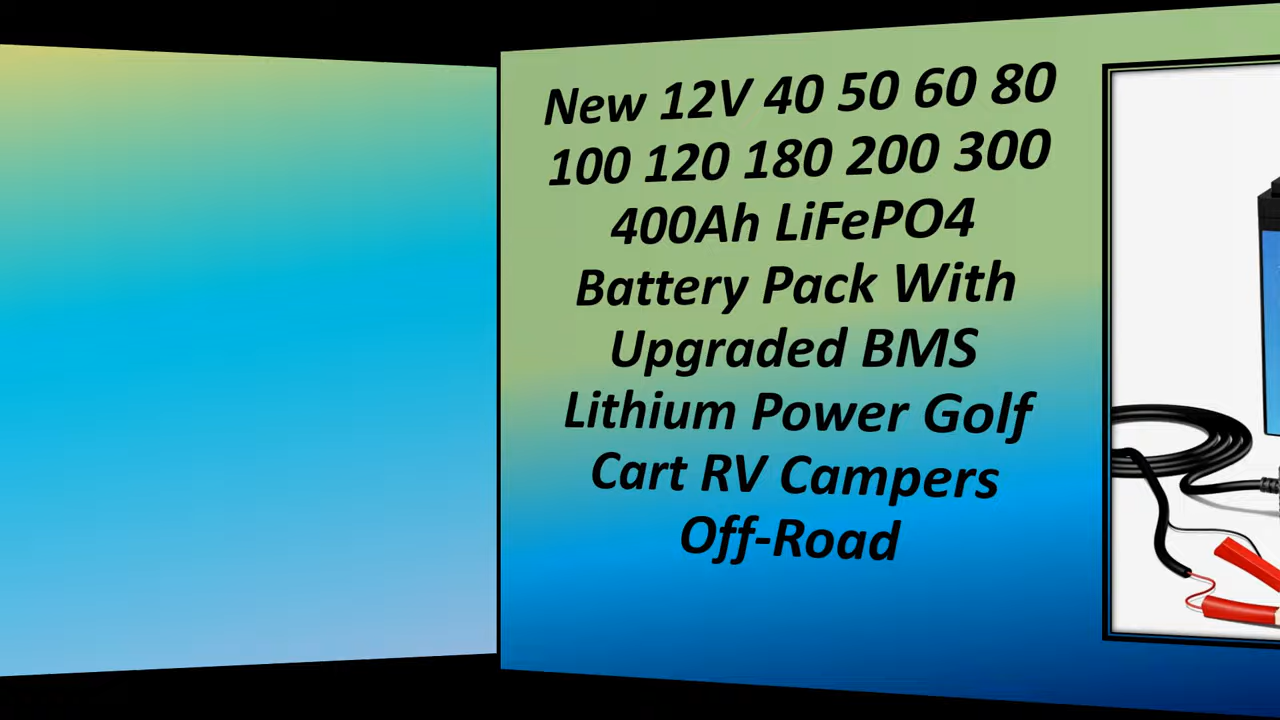 New 12V 40 50 60 80
100 120 180 200 300
400Ah LiFePO4
Battery Pack With
Upgraded BMS
Lithium Power Golf
Cart RV Campers
Off-Road